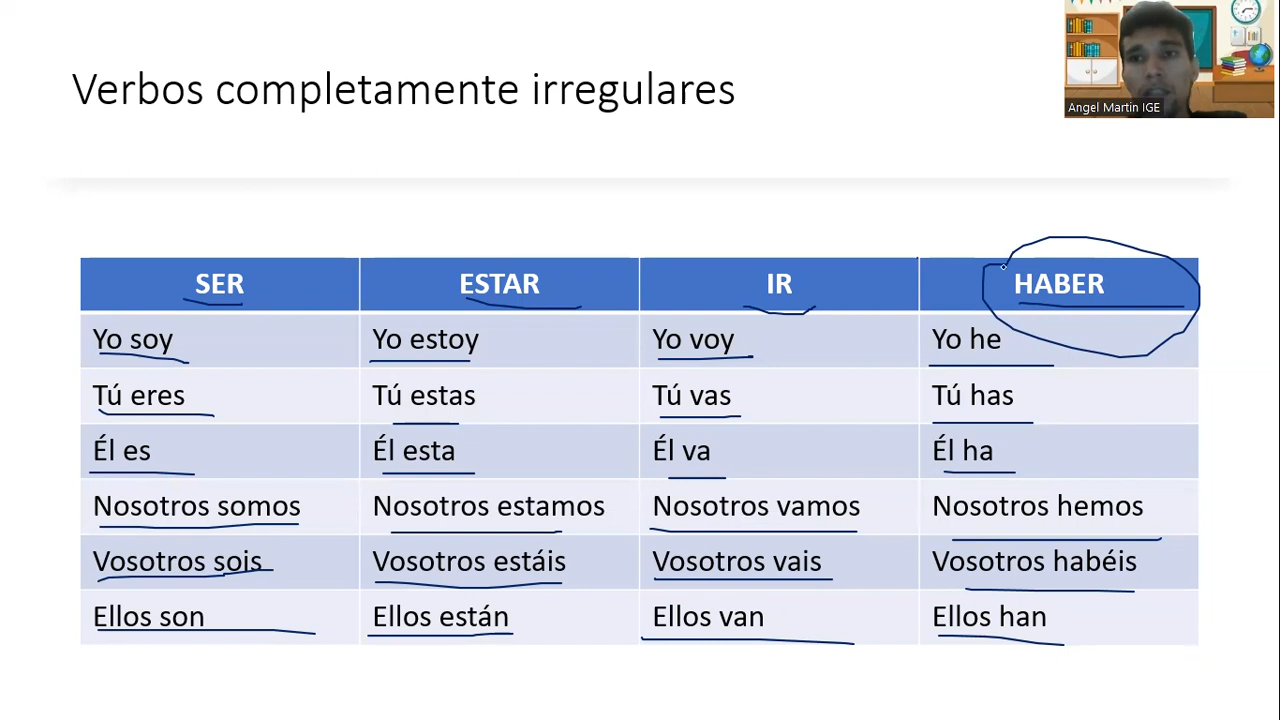 Verbos completamente irregulares
Angel Martin IGE
SER ESTAR IR HABER
Yo soy Yo estoy Yo voy Yo he
Tú eres Tú estas Tú vas Tú has
Él es Él esta Él va Él ha
Nosotros somos Nosotros estamos Nosotros vamos Nosotros hemos
Vosotros sois Vosotros estáis Vosotros vais Vosotros habéis
Ellos son Ellos están Ellos van Ellos han